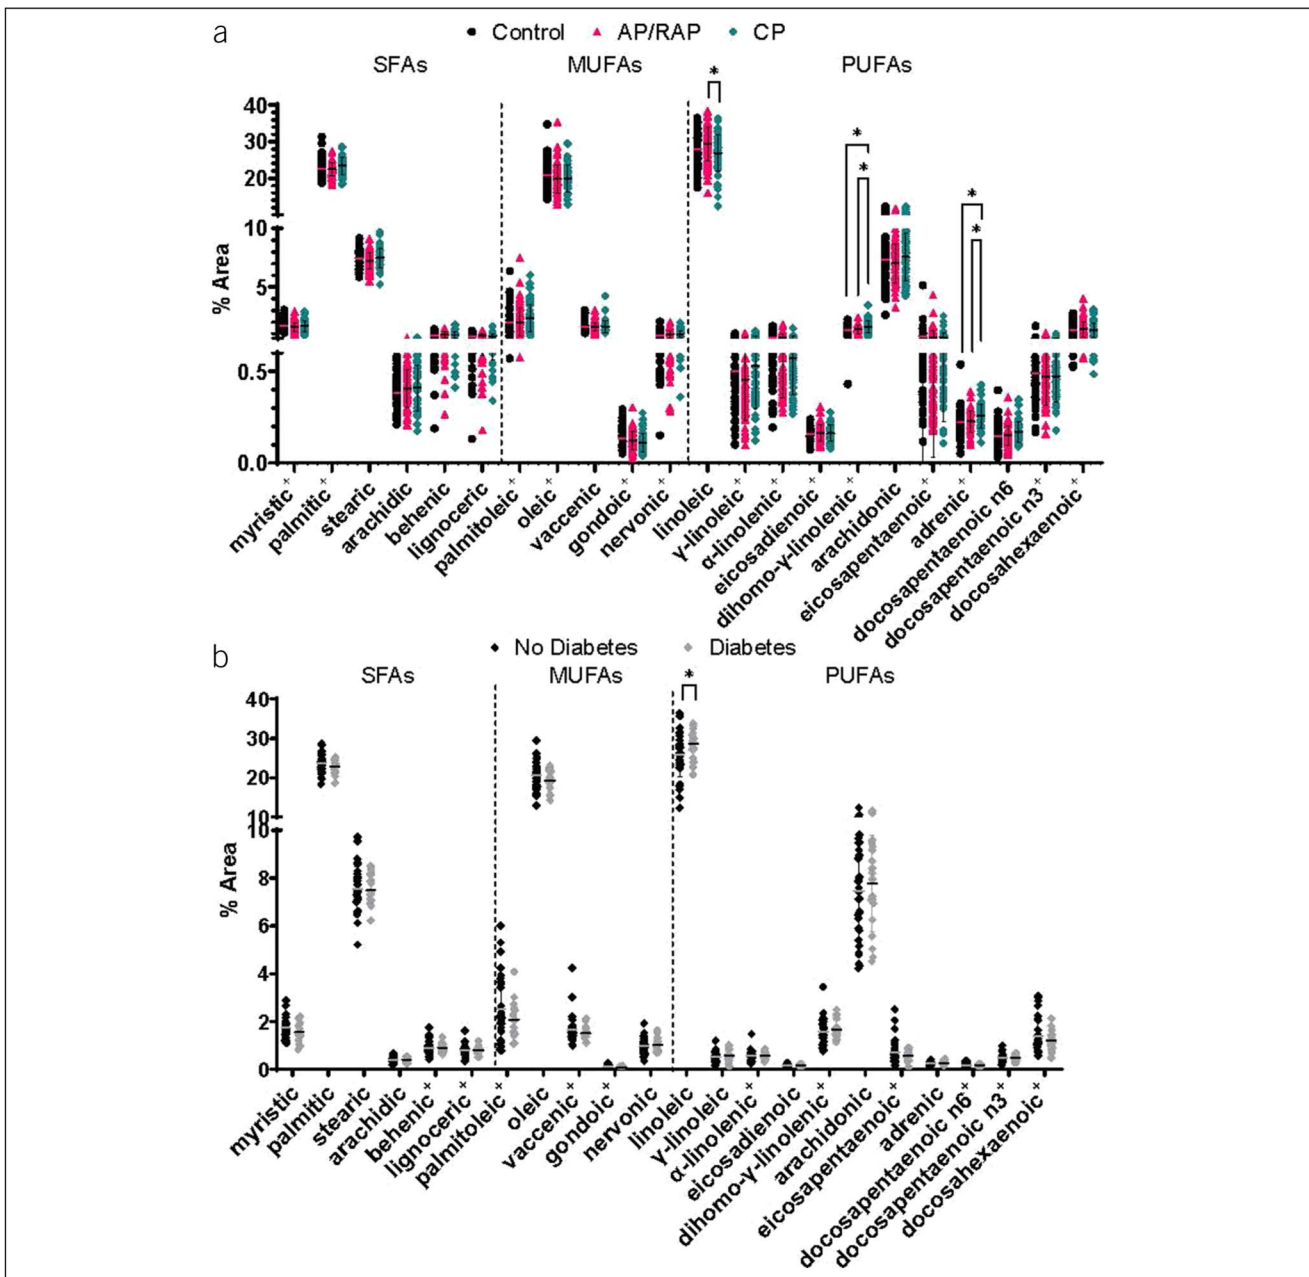 a
Control AP/RAP CP
SFAs MUFAs PUFAs
*
*
*
*
*
40
30
20
10
5
0.5
0.0
% Area
myristic×
palmitic×
stearic
arachidic
behenic×
lignoceric×
palmitoleic×
oleic×
vaccenic
gondoic×
nervonic×
linoleic
γ-linoleic×
α-linolenic×
eicosadienoic×
dihomo-γ-linolenic×
arachidonic
eicosapentaenoic×
adrenic×
docosapentaenoic n6
docosapentaenoic n3×
docosahexaenoic×
b
No Diabetes Diabetes
SFAs MUFAs PUFAs
*
40
30
20
10
10
8
6
4
2
0
% Area
myristic
palmitic
stearic
arachidic
behenic×
lignoceric×
palmitoleic×
oleic
vaccenic×
gondoic×
nervonic
linoleic
γ-linoleic
α-linolenic×
eicosadienoic
dihomo-γ-linolenic×
arachidonic
eicosapentaenoic×
adrenic
docosapentaenoic n6×
docosapentaenoic n3×
docosahexaenoic×